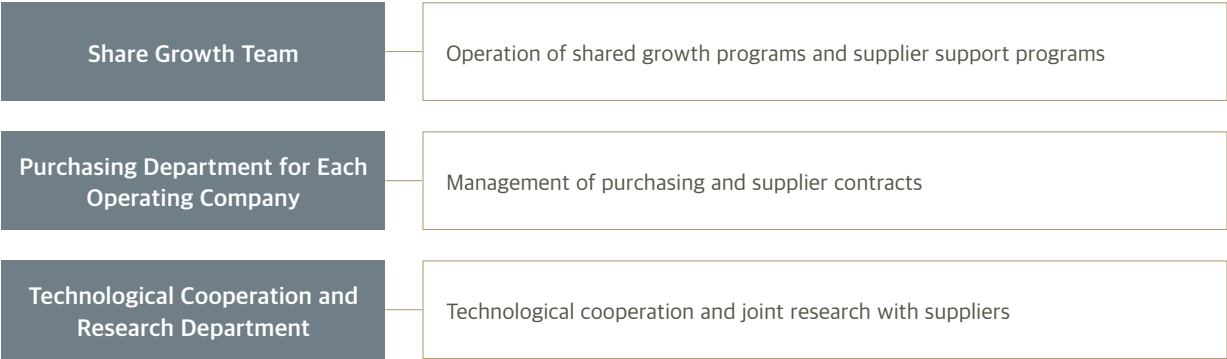 Share Growth Team
Operation of shared growth programs and supplier support programs
Purchasing Department for Each
Operating Company
Management of purchasing and supplier contracts
Technological Cooperation and
Research Department
Technological cooperation and joint research with suppliers